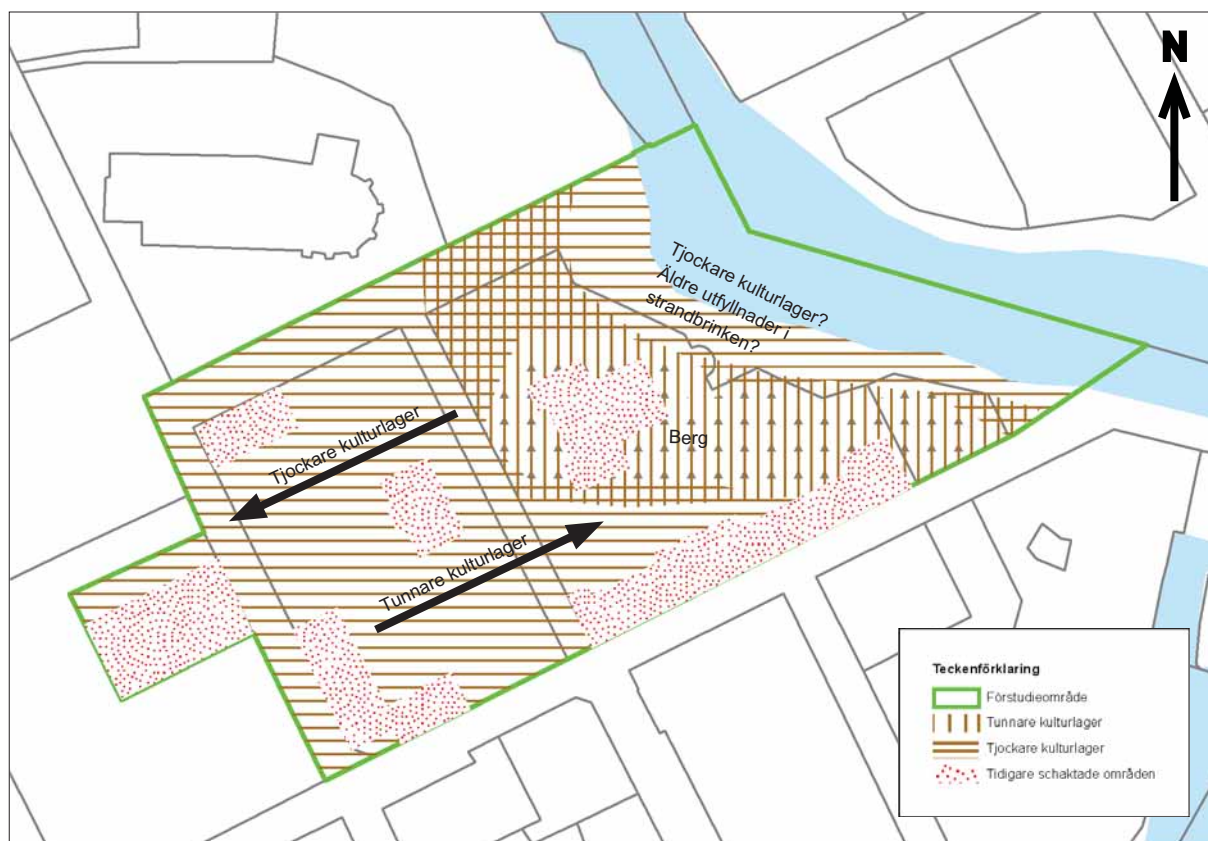 N
Tjockare kulturlager?
Äldre utfyllnader i
strandbrinken?
Tjockare kulturlager
Berg
Tunnare kulturlager
Teckenförklaring
Förstudieområde
Tunnare kulturlager
Tjockare kulturlager
Tidigare schaktade områden